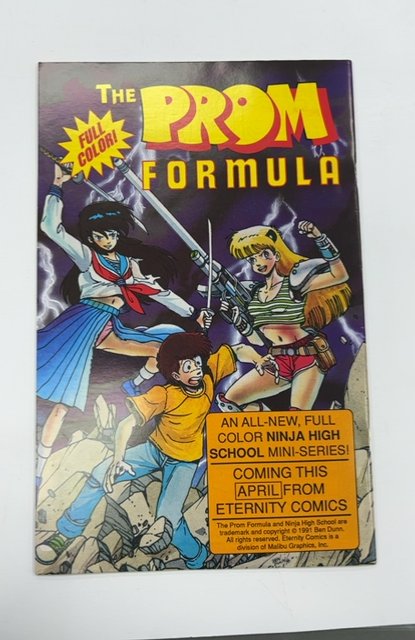 THE PROM
FULL
COLOR!
FORMULA
AN ALL-NEW, FULL
COLOR NINJA HIGH
SCHOOL MINI-SERIES!
COMING THIS
APRIL FROM
ETERNITY COMICS
The Prom Formula and Ninja High School are
trademark and copyright © 1991 Ben Dunn.
All rights reserved. Eternity Comics is a
division of Malibu Graphics, Inc.